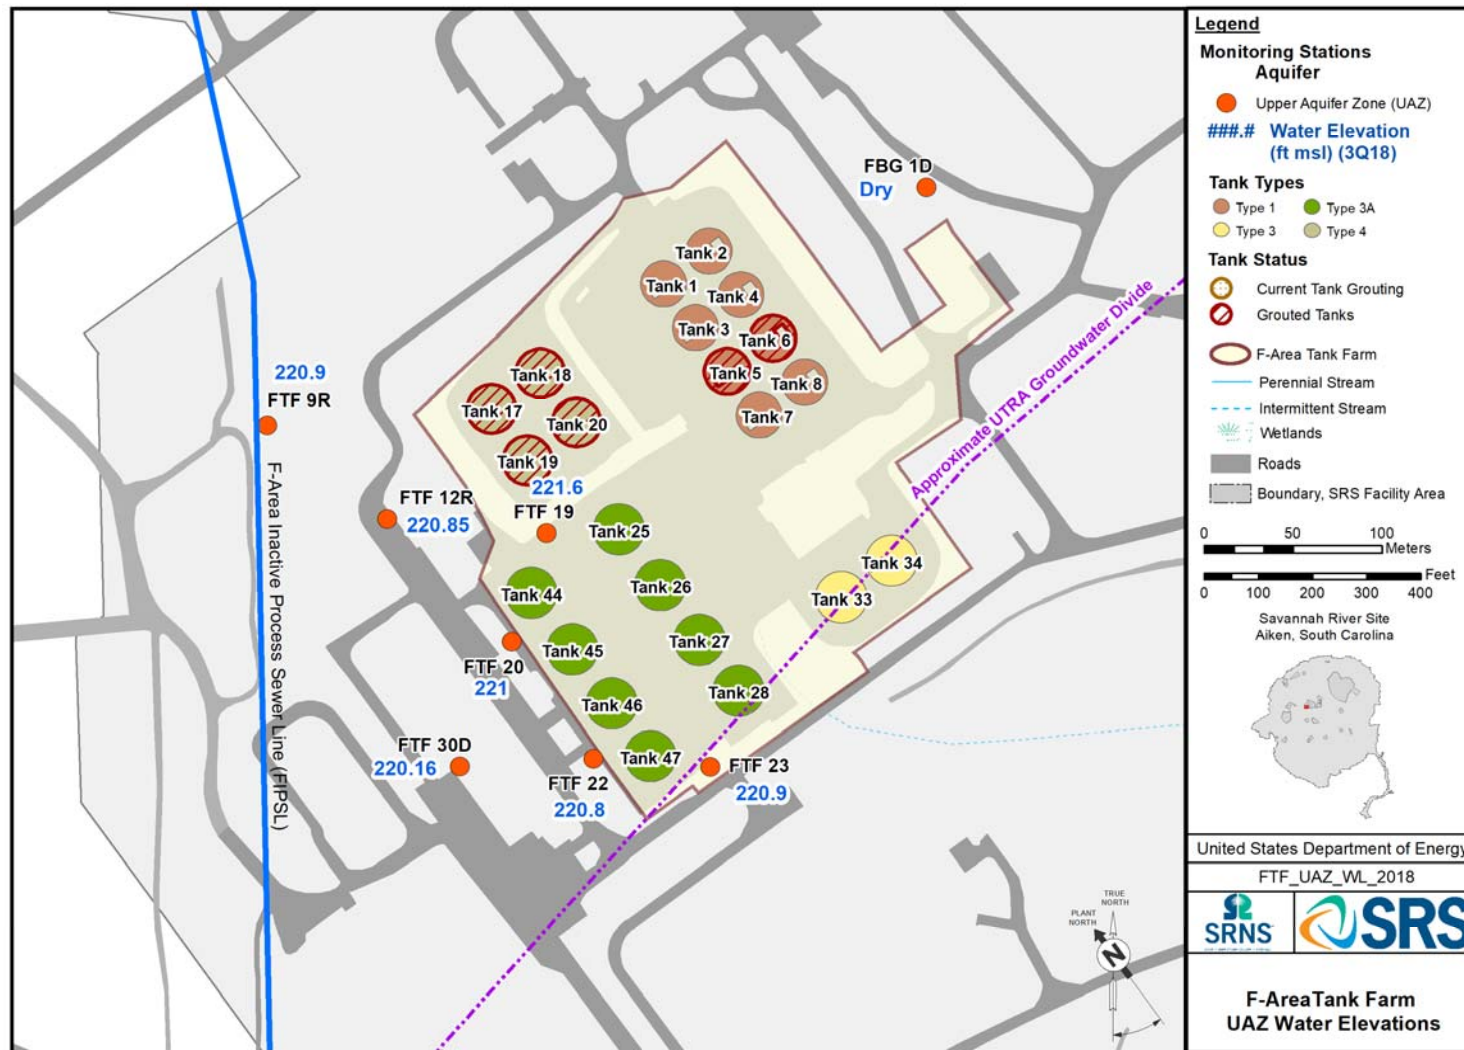 FBG 1D
Dry
Tank 2
Tank 1
Tank 4
Tank 3
Tank 6
Tank 5
Tank 8
Tank 7
Approximate UTRA Groundwater Divide
Tank 18
Tank 17
Tank 20
Tank 19
220.9
FTF 9R
F-Area Inactive Process Sewer Line (FIPSL)
FTF 12R
220.85
221.6
FTF 19
Tank 25
Tank 26
Tank 27
Tank 28
Tank 34
Tank 33
Tank 44
Tank 45
Tank 46
Tank 47
FTF 20
221
FTF 30D
220.16
FTF 22
220.8
FTF 23
220.9
TRUE
NORTH
PLANT
NORTH
N
Legend
Monitoring Stations
Aquifer
Upper Aquifer Zone (UAZ)
###.# Water Elevation
(ft msl) (3Q18)
Tank Types
Type 1 Type 3A
Type 3 Type 4
Tank Status
Current Tank Grouting
Grouted Tanks
F-Area Tank Farm
Perennial Stream
Intermittent Stream
Wetlands
Roads
Boundary, SRS Facility Area
0 50 100
Meters
Feet
0 100 200 300 400
Savannah River Site
Aiken, South Carolina
United States Department of Energy
FTF_UAZ_WL_2018
SRNS
SRS
F-AreaTank Farm
UAZ Water Elevations